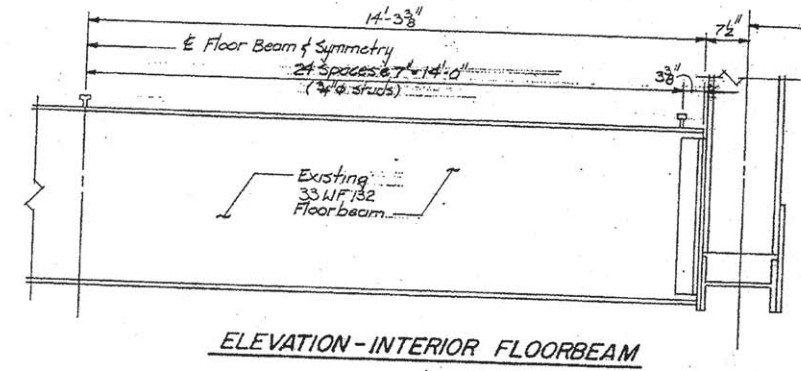 14'-3 3/8"
7 1/2"
℄ Floor Beam & Symmetry
24 Spaces @ 7"=14'-0"
3 3/8"
(3/4"ø studs)
Existing
33 WF 132
Floorbeam
ELEVATION-INTERIOR FLOORBEAM